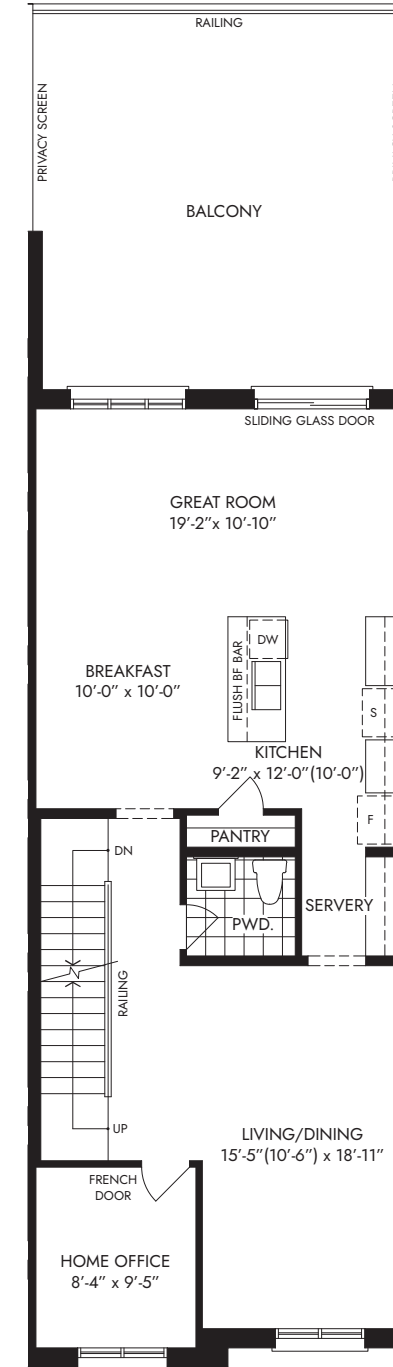 RAILING
PRIVACY SCREEN
BALCONY
SLIDING GLASS DOOR
GREAT ROOM
19'-2" x 10'-10"
FLUSH BF BAR
DW
BREAKFAST
10'-0" x 10'-0"
S
KITCHEN
9'-2" x 12'-0"(10'-0")
F
PANTRY
DN
SERVERY
PWD.
RAILING
UP
LIVING/DINING
15'-5"(10'-6") x 18'-11"
FRENCH
DOOR
HOME OFFICE
8'-4" x 9'-5"